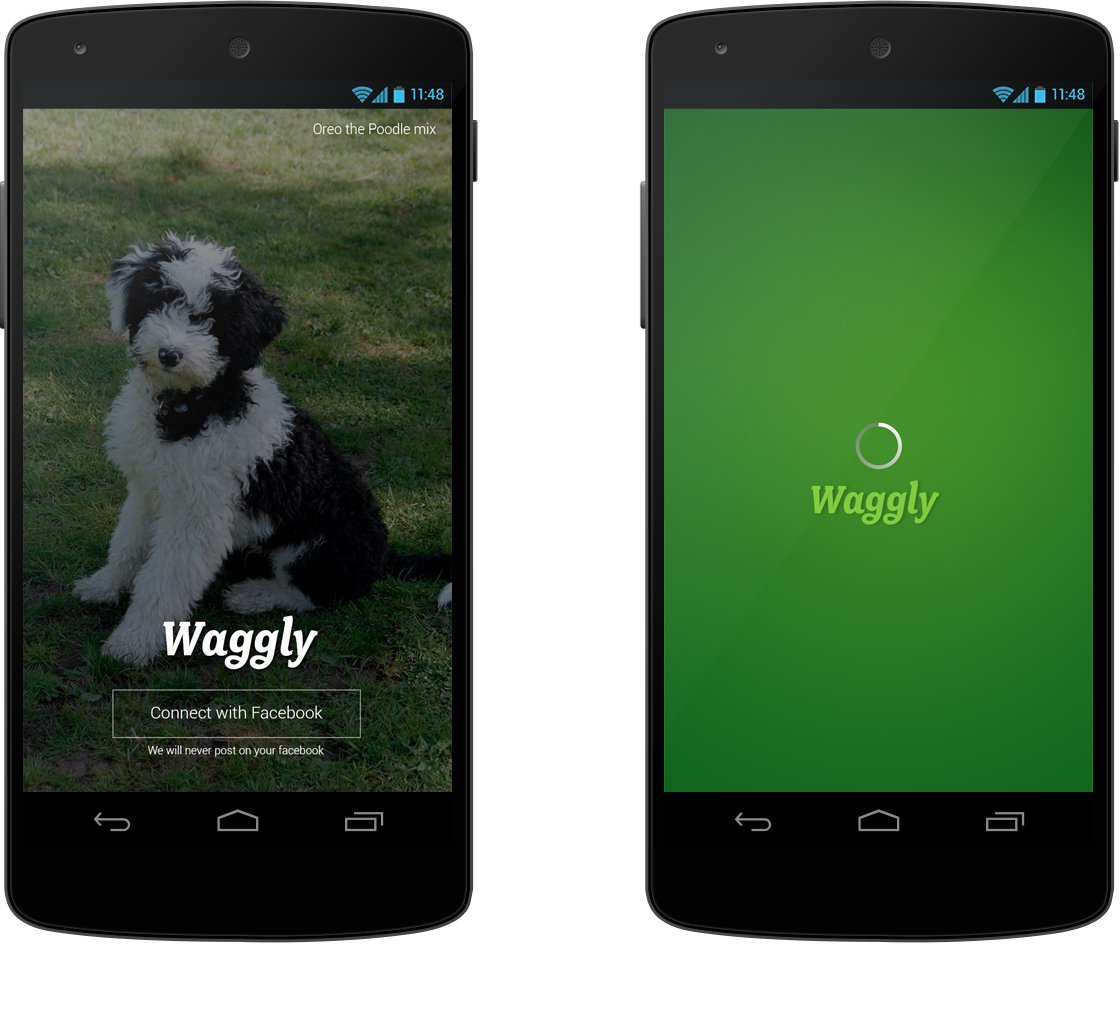 11:48
Oreo the Poodle mix
Waggly
Connect with Facebook
We will never post on your facebook
11:48
Waggly